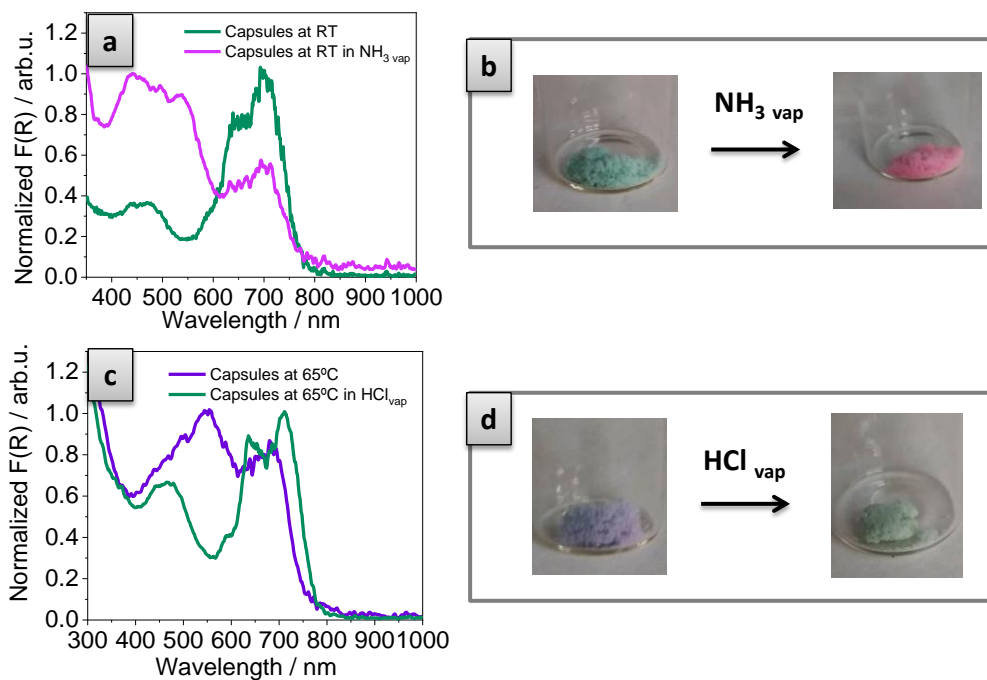 a
Capsules at RT
Capsules at RT in NH3 vap
Normalized F(R) / arb.u.
1.2
1.0
0.8
0.6
0.4
0.2
0.0
400 500 600 700 800 900 1000
Wavelength / nm
b
NH3 vap
c
Capsules at 65ºC
Capsules at 65ºC in HClvap
Normalized F(R) / arb.u.
1.2
1.0
0.8
0.6
0.4
0.2
0.0
300 400 500 600 700 800 900 1000
Wavelength / nm
d
HCl vap